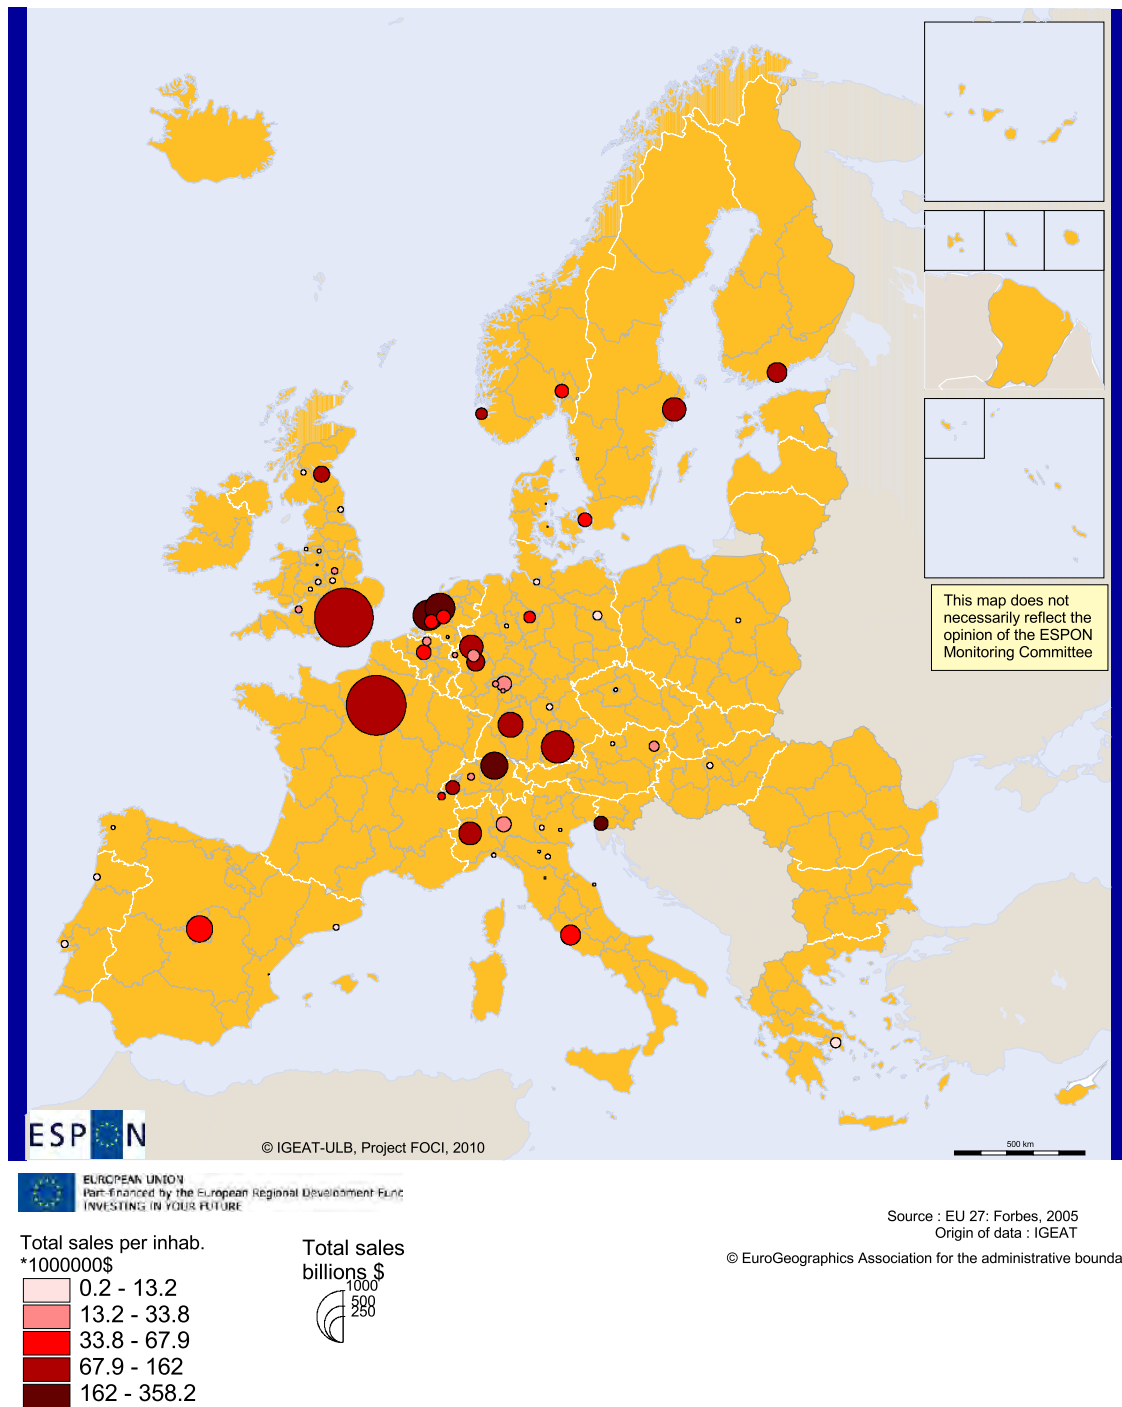 This map does not
necessarily reflect the
opinion of the ESPON
Monitoring Committee
500 km
ESPON
© IGEAT-ULB, Project FOCI, 2010
EUROPEAN UNION
Part-financed by the European Regional Development Fund
INVESTING IN YOUR FUTURE
Source : EU 27: Forbes, 2005
Origin of data : IGEAT
© EuroGeographics Association for the administrative bounda
Total sales per inhab.
*1000000$
0.2 - 13.2
13.2 - 33.8
33.8 - 67.9
67.9 - 162
162 - 358.2
Total sales
billions $
1000
500
250